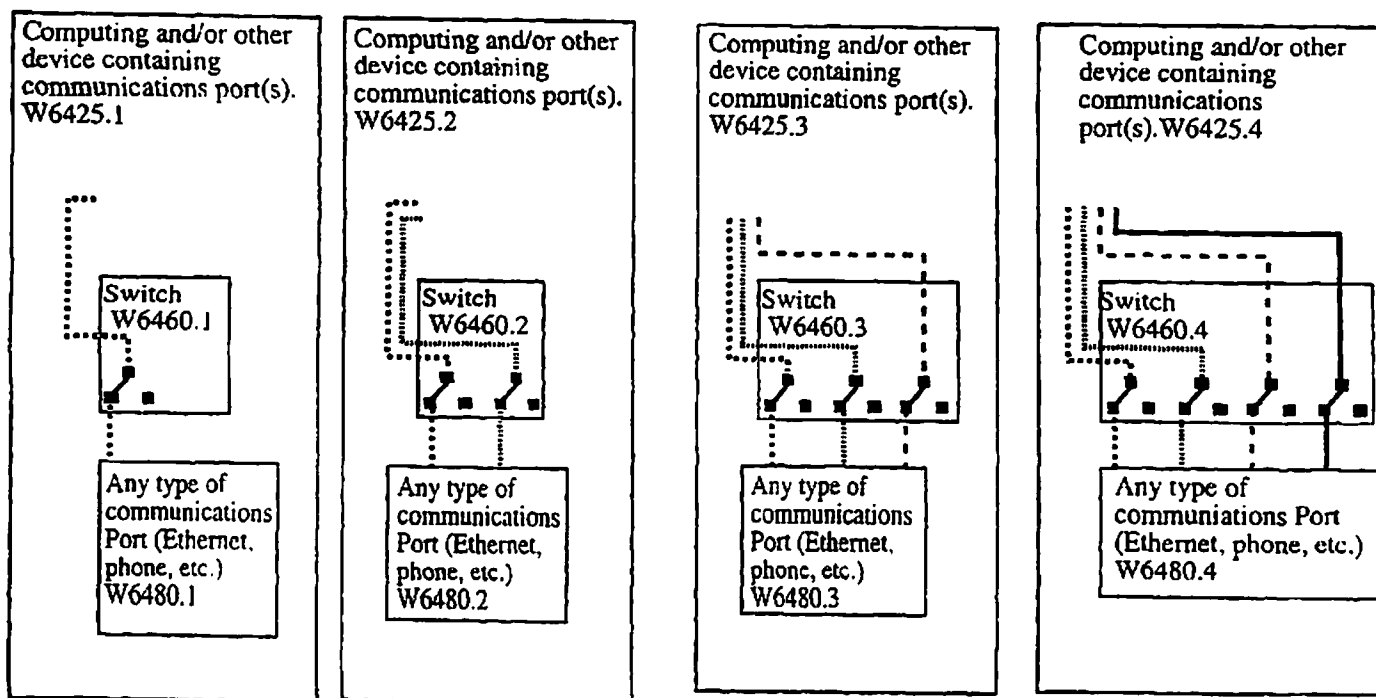 Computing and/or other
device containing
communications port(s).
W6425.1
Switch
W6460.1
Any type of
communications
Port (Ethernet,
phone, etc.)
W6480.1
Computing and/or other
device containing
communications port(s).
W6425.2
Switch
W6460.2
Any type of
communications
Port (Ethernet,
phone, etc.)
W6480.2
Computing and/or other
device containing
communications port(s).
W6425.3
Switch
W6460.3
Any type of
communications
Port (Ethernet,
phone, etc.)
W6480.3
Computing and/or other
device containing
communications
port(s).W6425.4
Switch
W6460.4
Any type of
communiations Port
(Ethernet, phone, etc.)
W6480.4